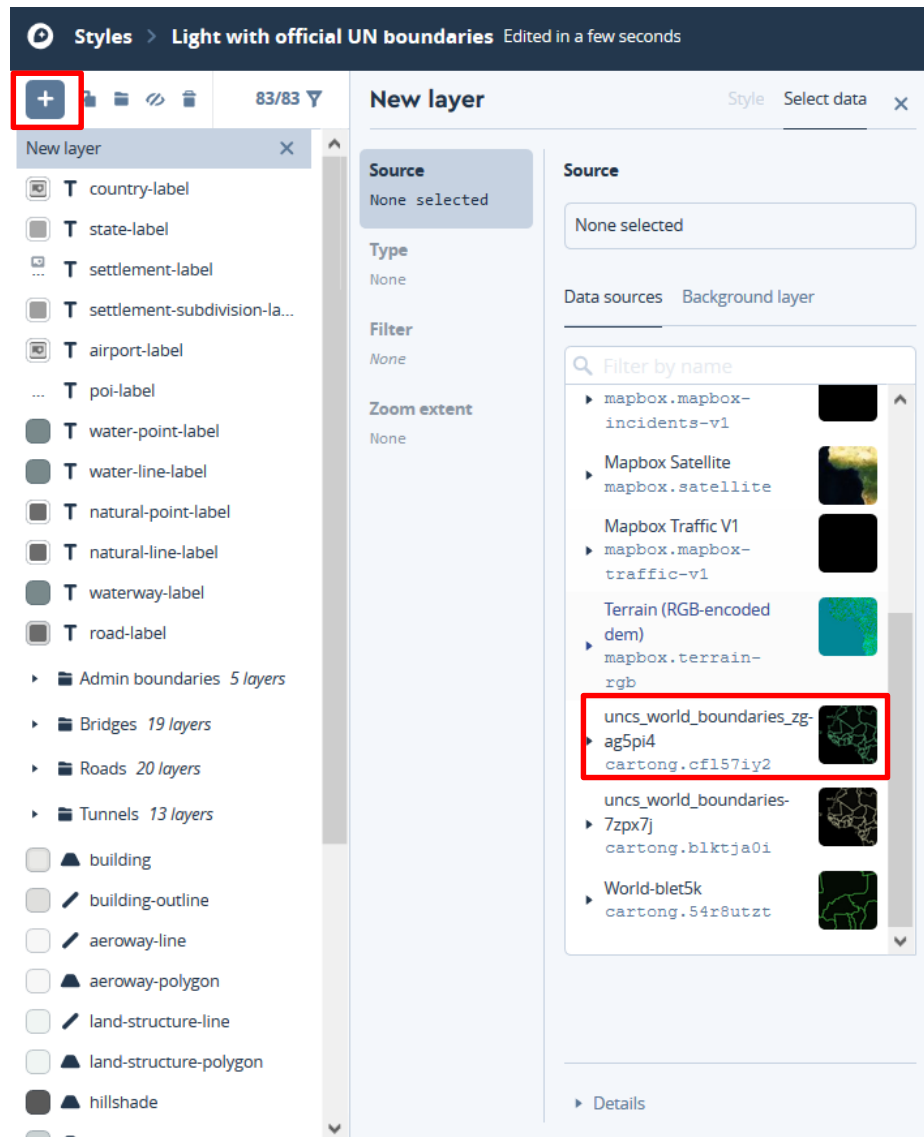 Styles > Light with official UN boundaries Edited in a few seconds
83/83
New layer
country-label
state-label
settlement-label
settlement-subdivision-la...
airport-label
poi-label
water-point-label
water-line-label
natural-point-label
natural-line-label
waterway-label
road-label
Admin boundaries 5 layers
Bridges 19 layers
Roads 20 layers
Tunnels 13 layers
building
building-outline
aeroway-line
aeroway-polygon
land-structure-line
land-structure-polygon
hillshade
New layer
Style Select data
Source
None selected
Type
None
Filter
None
Zoom extent
None
Source
None selected
Data sources Background layer
Filter by name
mapbox.mapbox-
incidents-v1
Mapbox Satellite
mapbox.satellite
Mapbox Traffic V1
mapbox.mapbox-
traffic-v1
Terrain (RGB-encoded
dem)
mapbox.terrain-
rgb
uncs_world_boundaries_zg-
ag5pi4
cartong.cfl57iy2
uncs_world_boundaries-
7zpx7j
cartong.blktja0i
World-blet5k
cartong.54r8utzt
Details